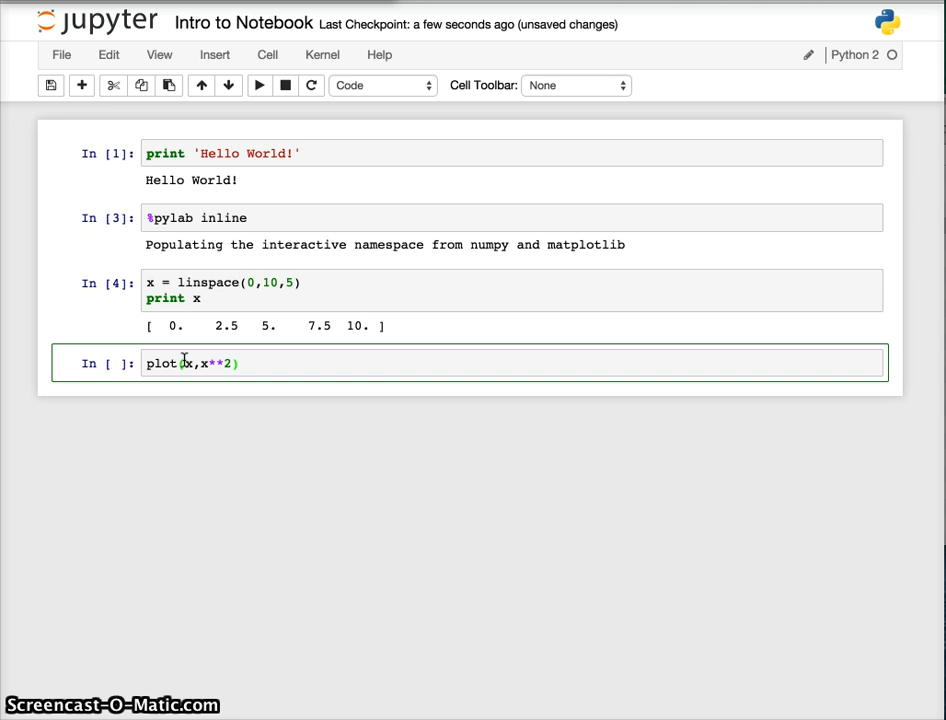 jupyter Intro to Notebook Last Checkpoint: a few seconds ago (unsaved changes)
File Edit View Insert Cell Kernel Help Python 2
Code Cell Toolbar: None
In [1]: print 'Hello World!'
Hello World!
In [3]: %pylab inline
Populating the interactive namespace from numpy and matplotlib
In [4]: x = linspace(0,10,5)
print x
[ 0. 2.5 5. 7.5 10. ]
In [ ]: plot(x,x**2)
Screencast-O-Matic.com